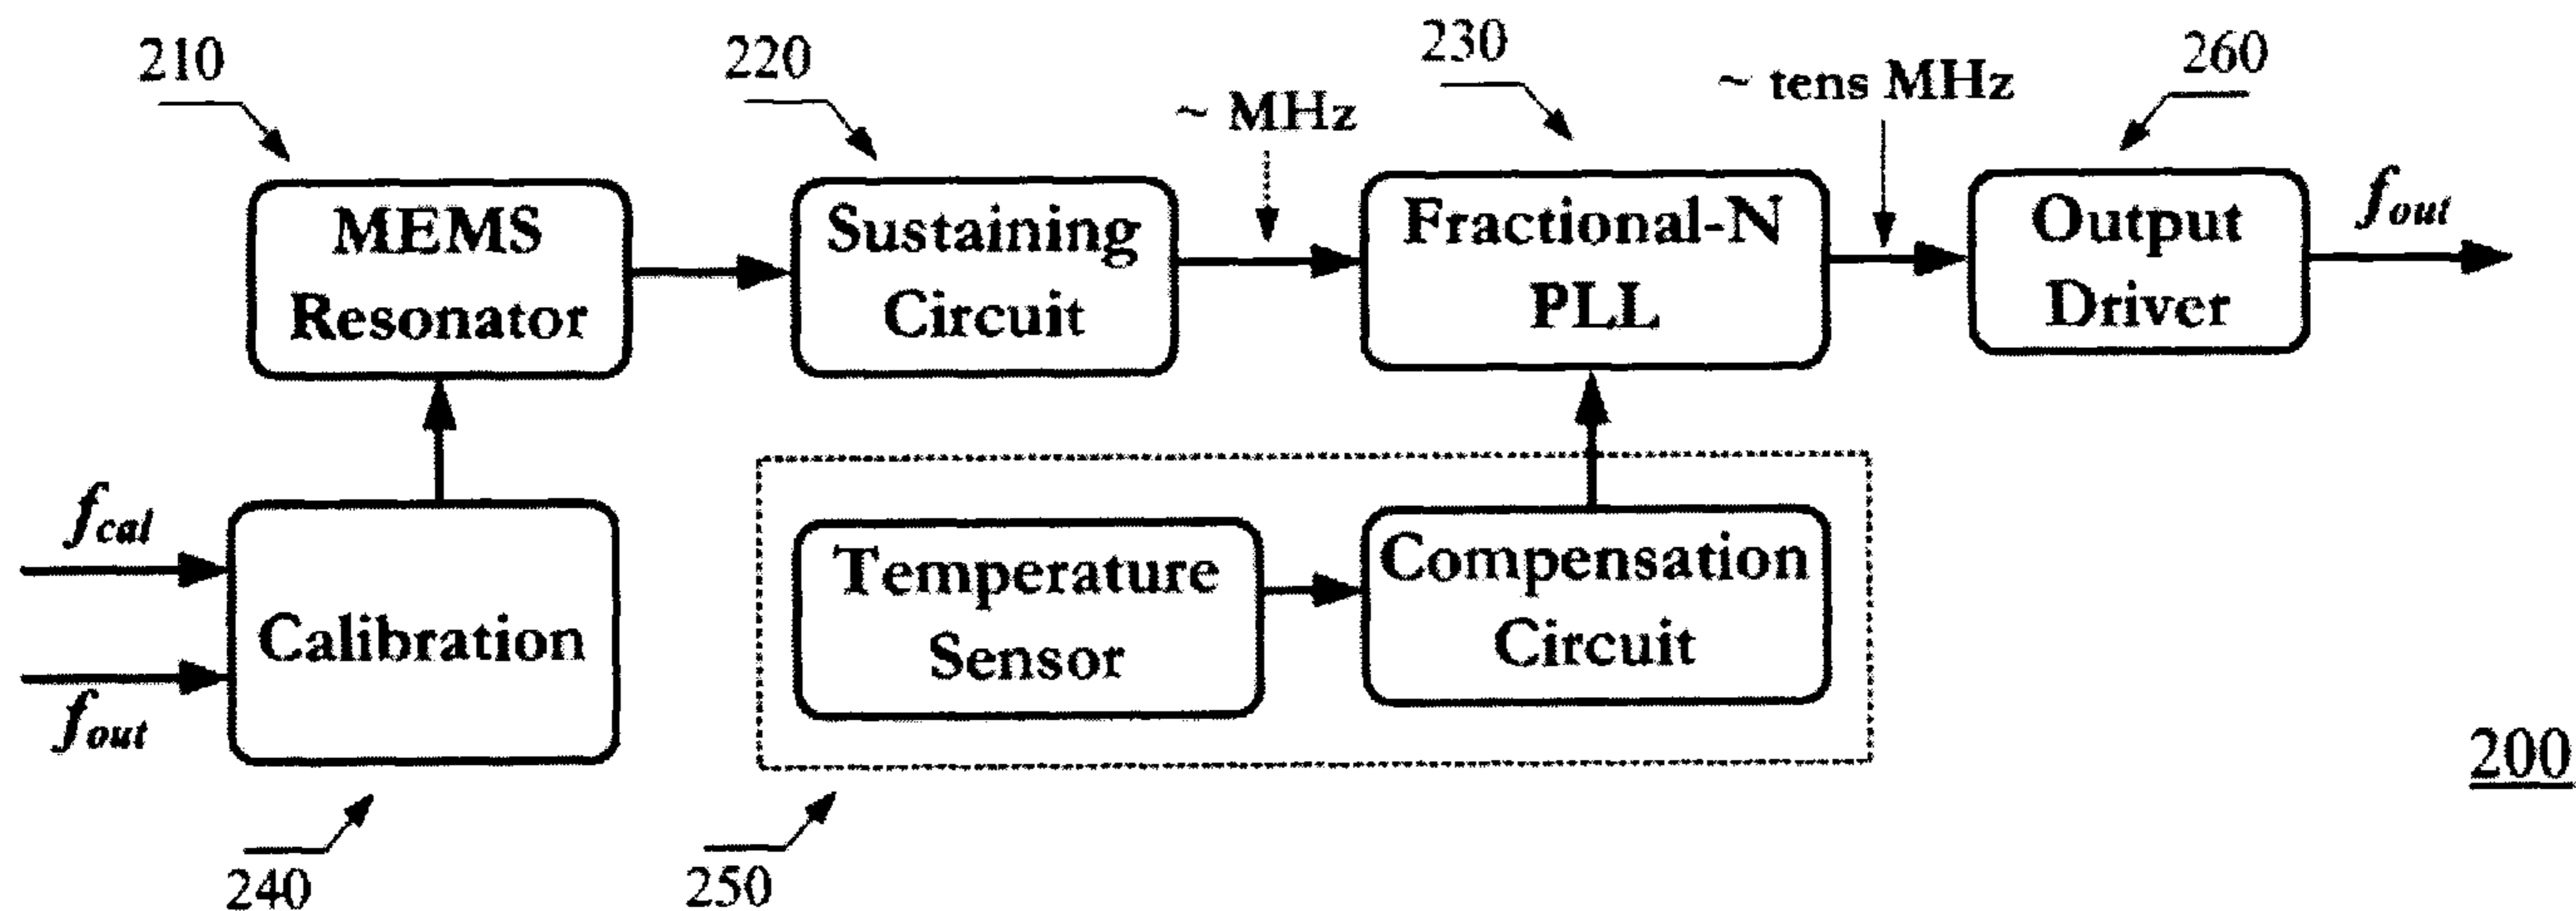 210
220
230
260
~ MHz
~ tens MHz
MEMS
Resonator
Sustaining
Circuit
Fractional-N
PLL
Output
Driver
fout
fcal
fout
Calibration
Temperature
Sensor
Compensation
Circuit
240
250
200